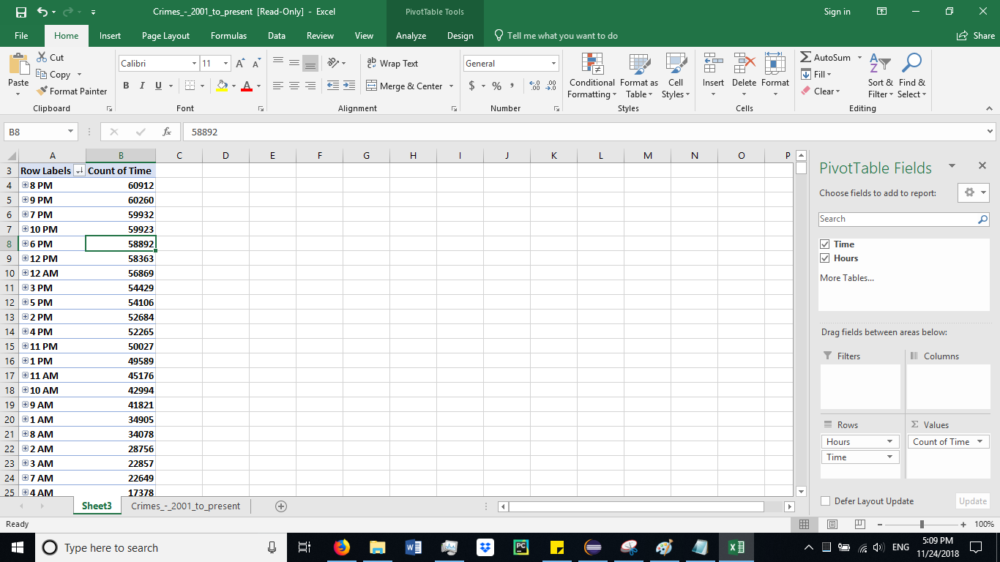 Crimes_-_2001_to_present [Read-Only] - Excel
PivotTable Tools
Sign in
File Home Insert Page Layout Formulas Data Review View Analyze Design Tell me what you want to do Share
Paste
Cut
Copy
Format Painter
Clipboard
Calibri 11
B I U A
Font
Wrap Text
Merge & Center
Alignment
General
$ % ,
Number
Conditional Formatting
Format as Table
Cell Styles
Styles
Insert Delete Format
Cells
AutoSum
Fill
Clear
Sort & Filter
Find & Select
Editing
B8 fx 58892
A B C D E F G H I J K L M N O P
3 Row Labels Count of Time
4 8 PM 60912
5 9 PM 60260
6 7 PM 59932
7 10 PM 59923
8 6 PM 58892
9 12 PM 58363
10 12 AM 56869
11 3 PM 54429
12 5 PM 54106
13 2 PM 52684
14 4 PM 52265
15 11 PM 50027
16 1 PM 49589
17 11 AM 45176
18 10 AM 42994
19 9 AM 41821
20 1 AM 34905
21 8 AM 34078
22 2 AM 28756
23 3 AM 22857
24 7 AM 22649
25 4 AM 17378
PivotTable Fields
Choose fields to add to report:
Search
Time
Hours
More Tables...
Drag fields between areas below:
Filters
Columns
Rows
Hours
Time
Values
Count of Time
Defer Layout Update Update
Sheet3 Crimes_-_2001_to_present
Ready 100%
Type here to search
ENG
5:09 PM
11/24/2018